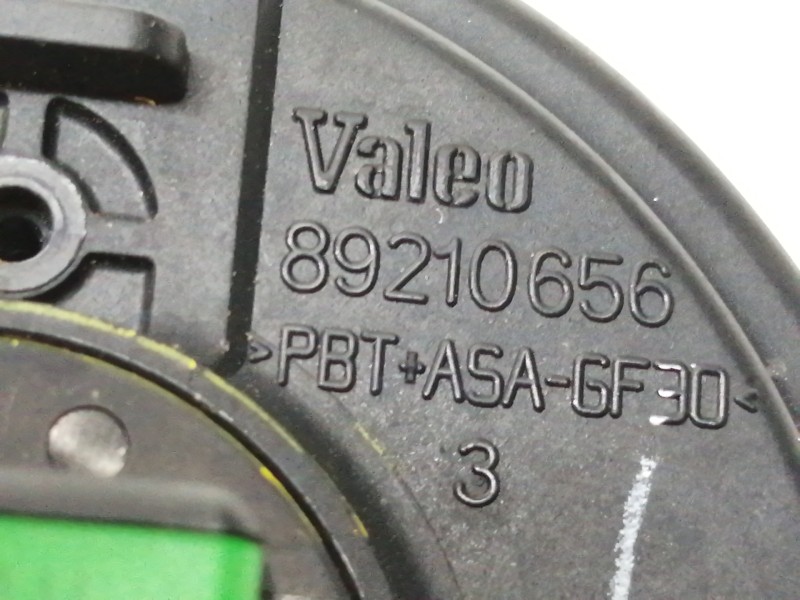 Valeo
89210656
>PBT+ASA-GF30<
3